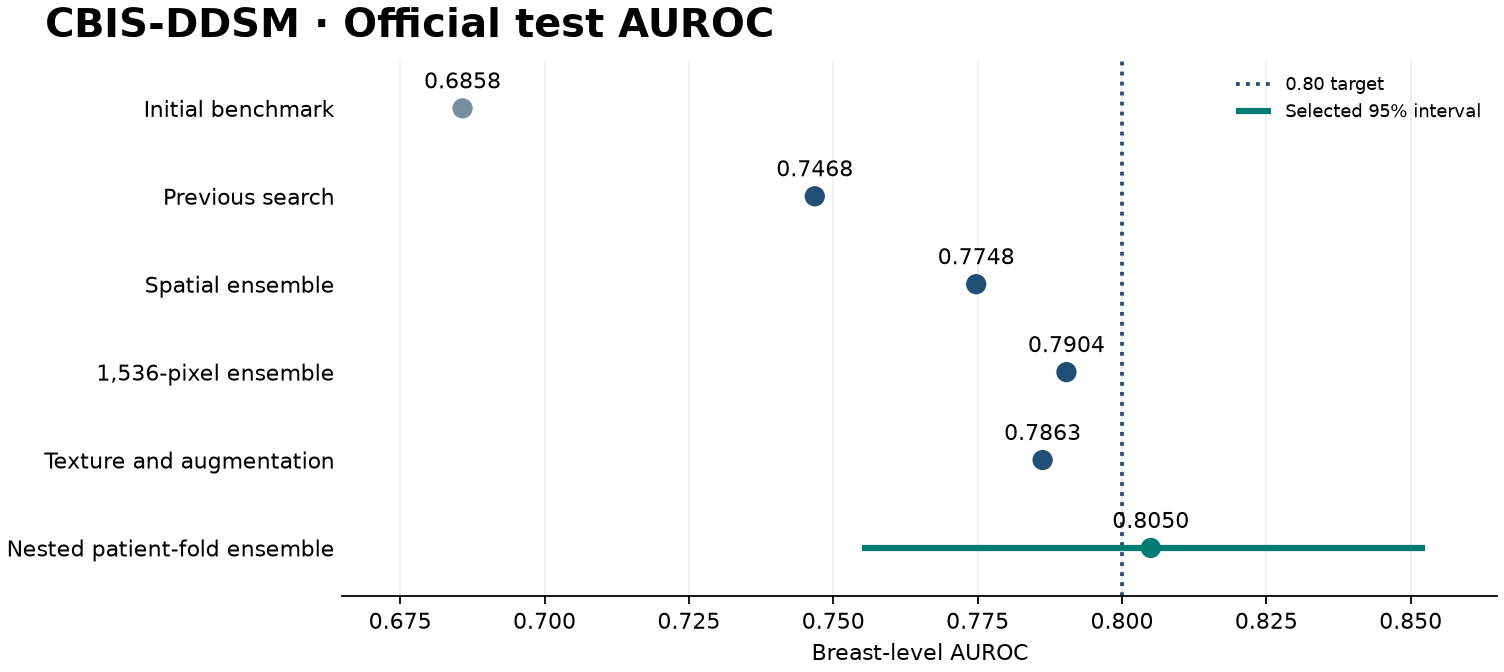 CBIS-DDSM · Official test AUROC
0.6858
0.80 target
Selected 95% interval
Initial benchmark
0.7468
Previous search
0.7748
Spatial ensemble
0.7904
1,536-pixel ensemble
0.7863
Texture and augmentation
0.8050
Nested patient-fold ensemble
0.675 0.700 0.725 0.750 0.775 0.800 0.825 0.850
Breast-level AUROC